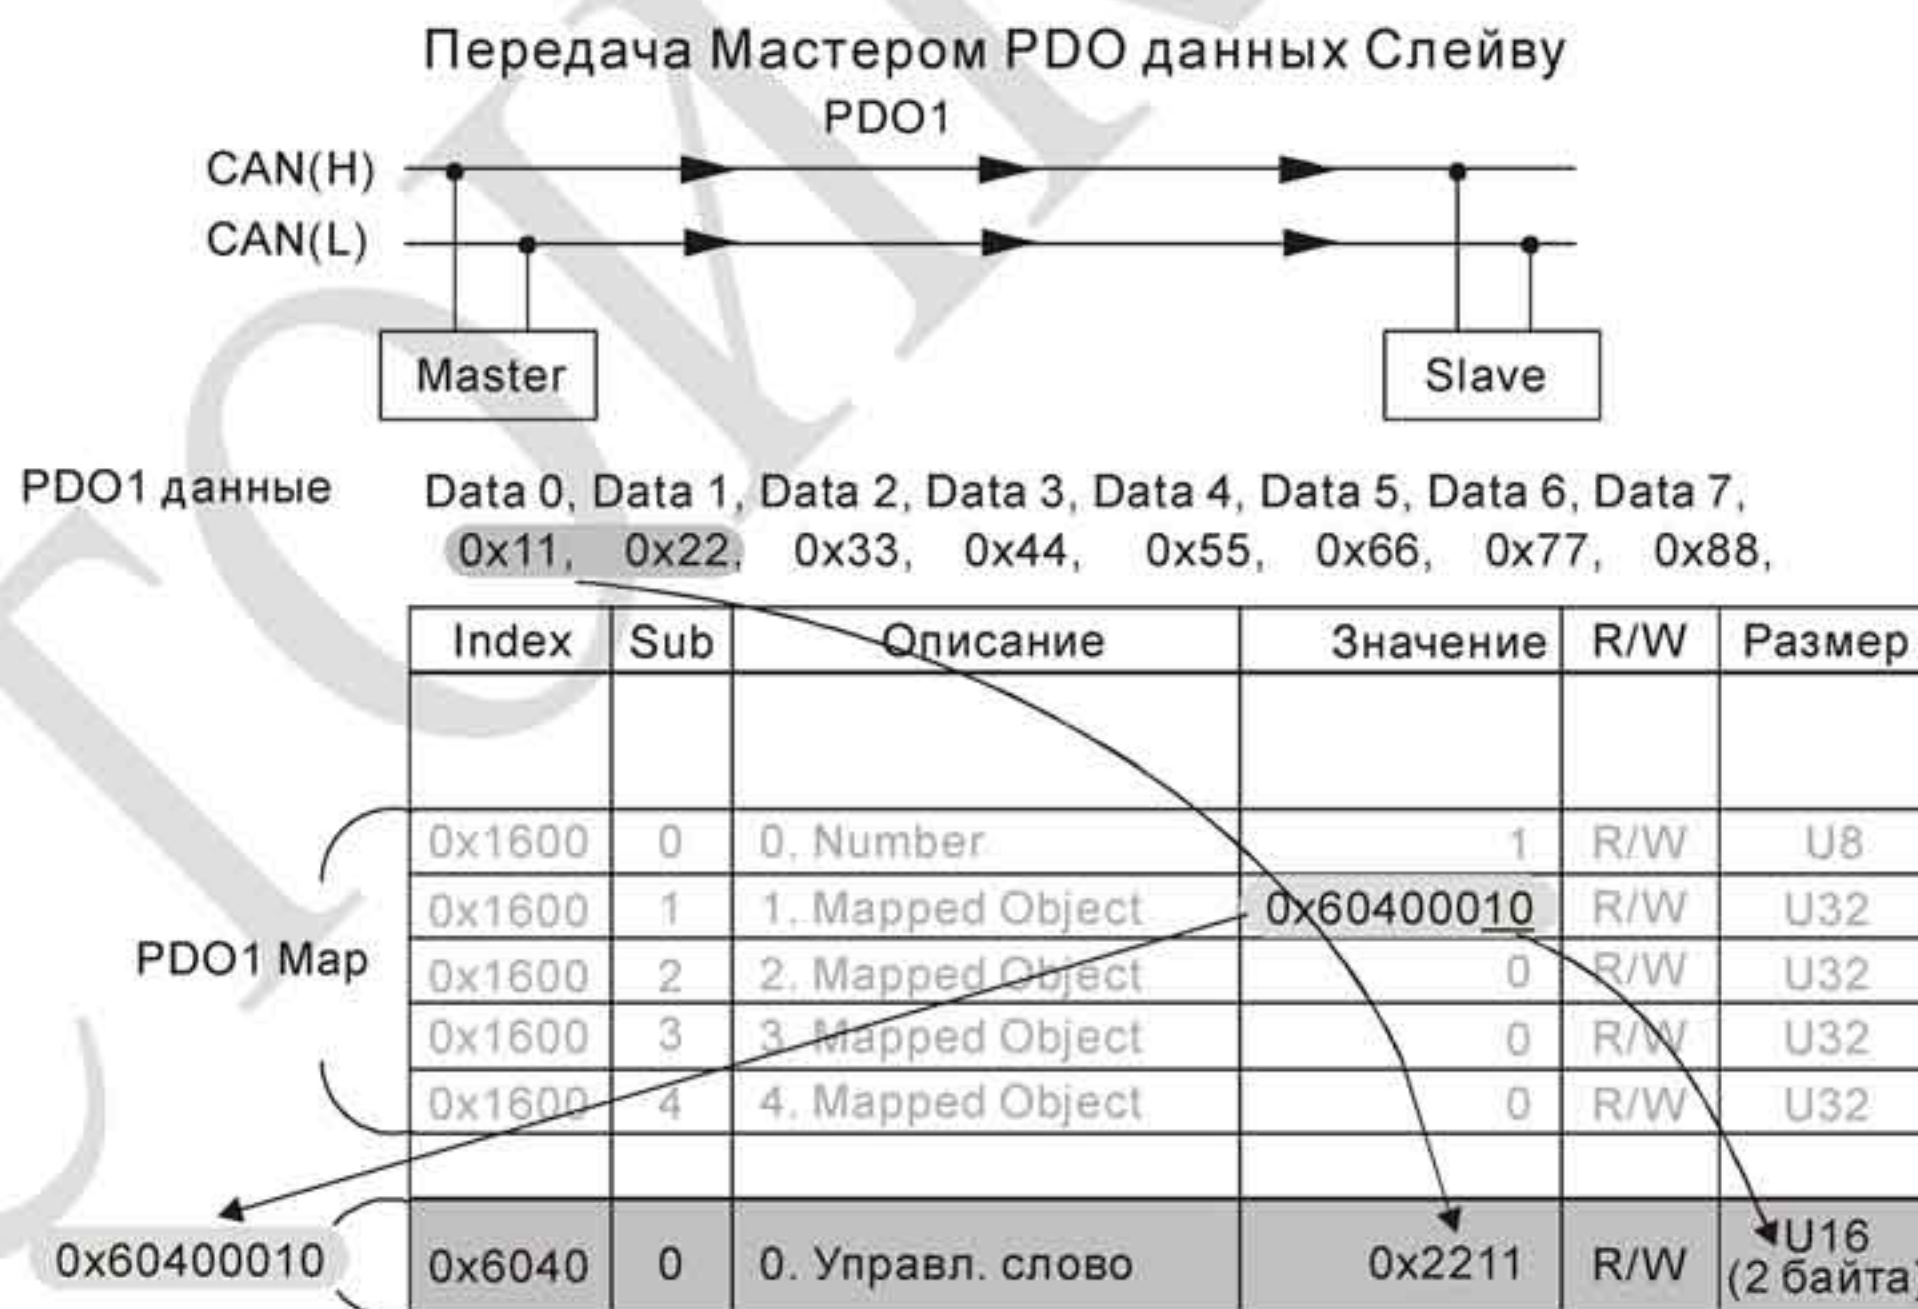 Передача Мастером PDO данных Слейву
PDO1
CAN(H)
CAN(L)
Master
Slave
PDO1 данные
Data 0, Data 1, Data 2, Data 3, Data 4, Data 5, Data 6, Data 7,
0x11, 0x22, 0x33, 0x44, 0x55, 0x66, 0x77, 0x88,
Index Sub Описание Значение R/W Размер
0x1600 0 0. Number 1 R/W U8
0x1600 1 1. Mapped Object 0x60400010 R/W U32
PDO1 Map
0x1600 2 2. Mapped Object 0 R/W U32
0x1600 3 3. Mapped Object 0 R/W U32
0x1600 4 4. Mapped Object 0 R/W U32
0x60400010
0x6040 0 0. Управл. слово 0x2211 R/W U16
(2 байта)